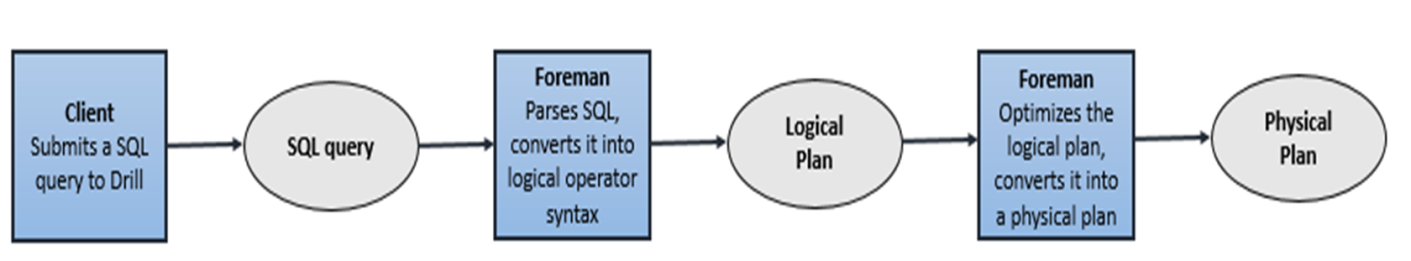 Client
Submits a SQL
query to Drill
SQL query
Foreman
Parses SQL,
converts it into
logical operator
syntax
Logical
Plan
Foreman
Optimizes the
logical plan,
converts it into
a physical plan
Physical
Plan